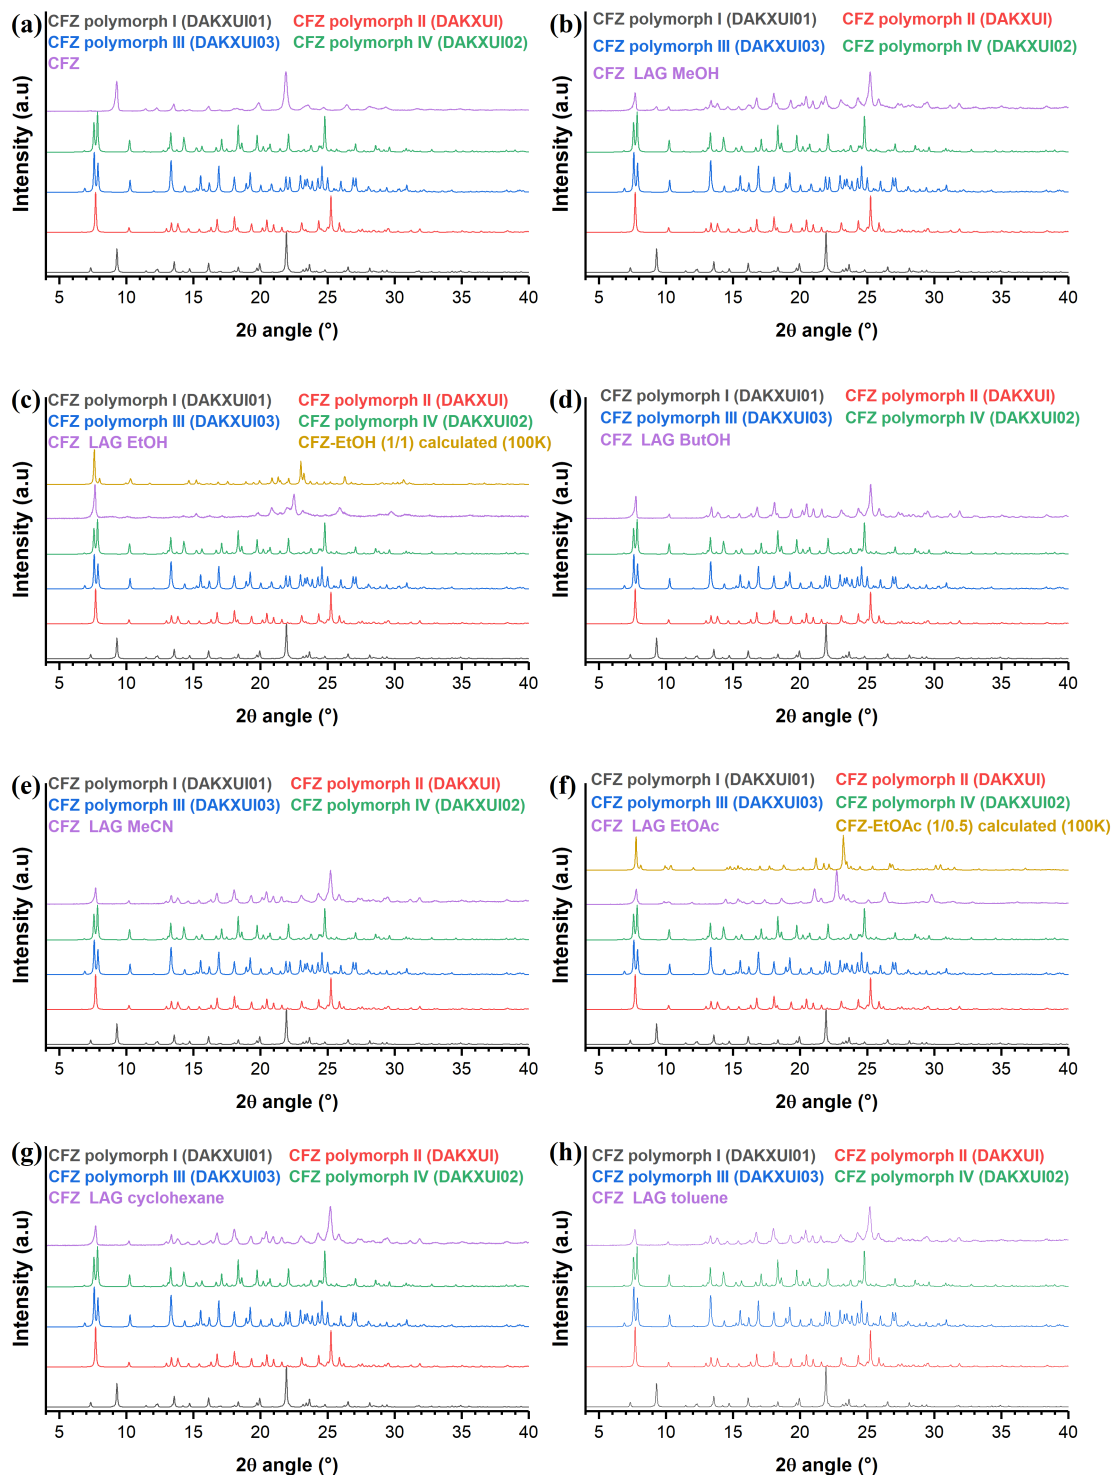 (a) CFZ polymorph I (DAKXUI01) CFZ polymorph II (DAKXUI)
CFZ polymorph III (DAKXUI03) CFZ polymorph IV (DAKXUI02)
CFZ
Intensity (a.u)
5 10 15 20 25 30 35 40
2θ angle (°)
(b) CFZ polymorph I (DAKXUI01) CFZ polymorph II (DAKXUI)
CFZ polymorph III (DAKXUI03) CFZ polymorph IV (DAKXUI02)
CFZ LAG MeOH
Intensity (a.u)
5 10 15 20 25 30 35 40
2θ angle (°)
(c) CFZ polymorph I (DAKXUI01) CFZ polymorph II (DAKXUI)
CFZ polymorph III (DAKXUI03) CFZ polymorph IV (DAKXUI02)
CFZ LAG EtOH CFZ-EtOH (1/1) calculated (100K)
Intensity (a.u)
5 10 15 20 25 30 35 40
2θ angle (°)
(d) CFZ polymorph I (DAKXUI01) CFZ polymorph II (DAKXUI)
CFZ polymorph III (DAKXUI03) CFZ polymorph IV (DAKXUI02)
CFZ LAG ButOH
Intensity (a.u)
5 10 15 20 25 30 35 40
2θ angle (°)
(e) CFZ polymorph I (DAKXUI01) CFZ polymorph II (DAKXUI)
CFZ polymorph III (DAKXUI03) CFZ polymorph IV (DAKXUI02)
CFZ LAG MeCN
Intensity (a.u)
5 10 15 20 25 30 35 40
2θ angle (°)
(f) CFZ polymorph I (DAKXUI01) CFZ polymorph II (DAKXUI)
CFZ polymorph III (DAKXUI03) CFZ polymorph IV (DAKXUI02)
CFZ LAG EtOAc CFZ-EtOAc (1/0.5) calculated (100K)
Intensity (a.u)
5 10 15 20 25 30 35 40
2θ angle (°)
(g) CFZ polymorph I (DAKXUI01) CFZ polymorph II (DAKXUI)
CFZ polymorph III (DAKXUI03) CFZ polymorph IV (DAKXUI02)
CFZ LAG cyclohexane
Intensity (a.u)
5 10 15 20 25 30 35 40
2θ angle (°)
(h) CFZ polymorph I (DAKXUI01) CFZ polymorph II (DAKXUI)
CFZ polymorph III (DAKXUI03) CFZ polymorph IV (DAKXUI02)
CFZ LAG toluene
Intensity (a.u)
5 10 15 20 25 30 35 40
2θ angle (°)